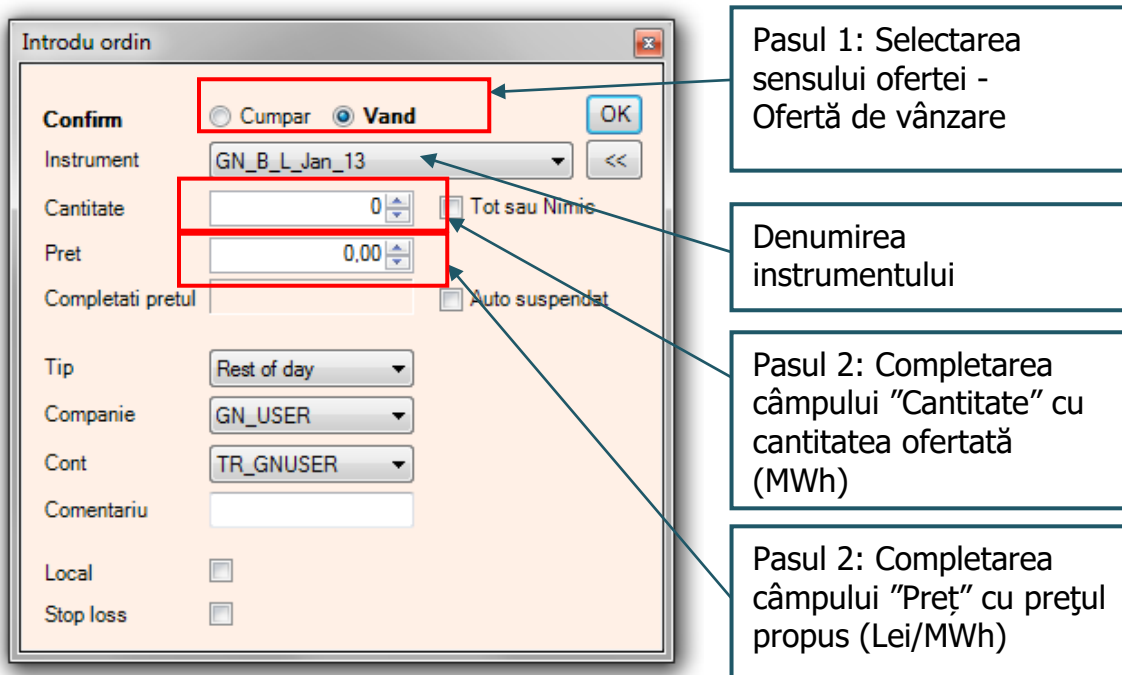 Introdu ordin
Confirm
Cumpar
Vand
OK
Instrument
GN_B_L_Jan_13
<<
Cantitate
0
Tot sau Nimic
Pret
0,00
Completati pretul
Auto suspendat
Tip
Rest of day
Companie
GN_USER
Cont
TR_GNUSER
Comentariu
Local
Stop loss
Pasul 1: Selectarea
sensului ofertei -
Ofertă de vânzare
Denumirea
instrumentului
Pasul 2: Completarea
câmpului ”Cantitate” cu
cantitatea ofertată
(MWh)
Pasul 2: Completarea
câmpului ”Preț” cu preţul
propus (Lei/MWh)